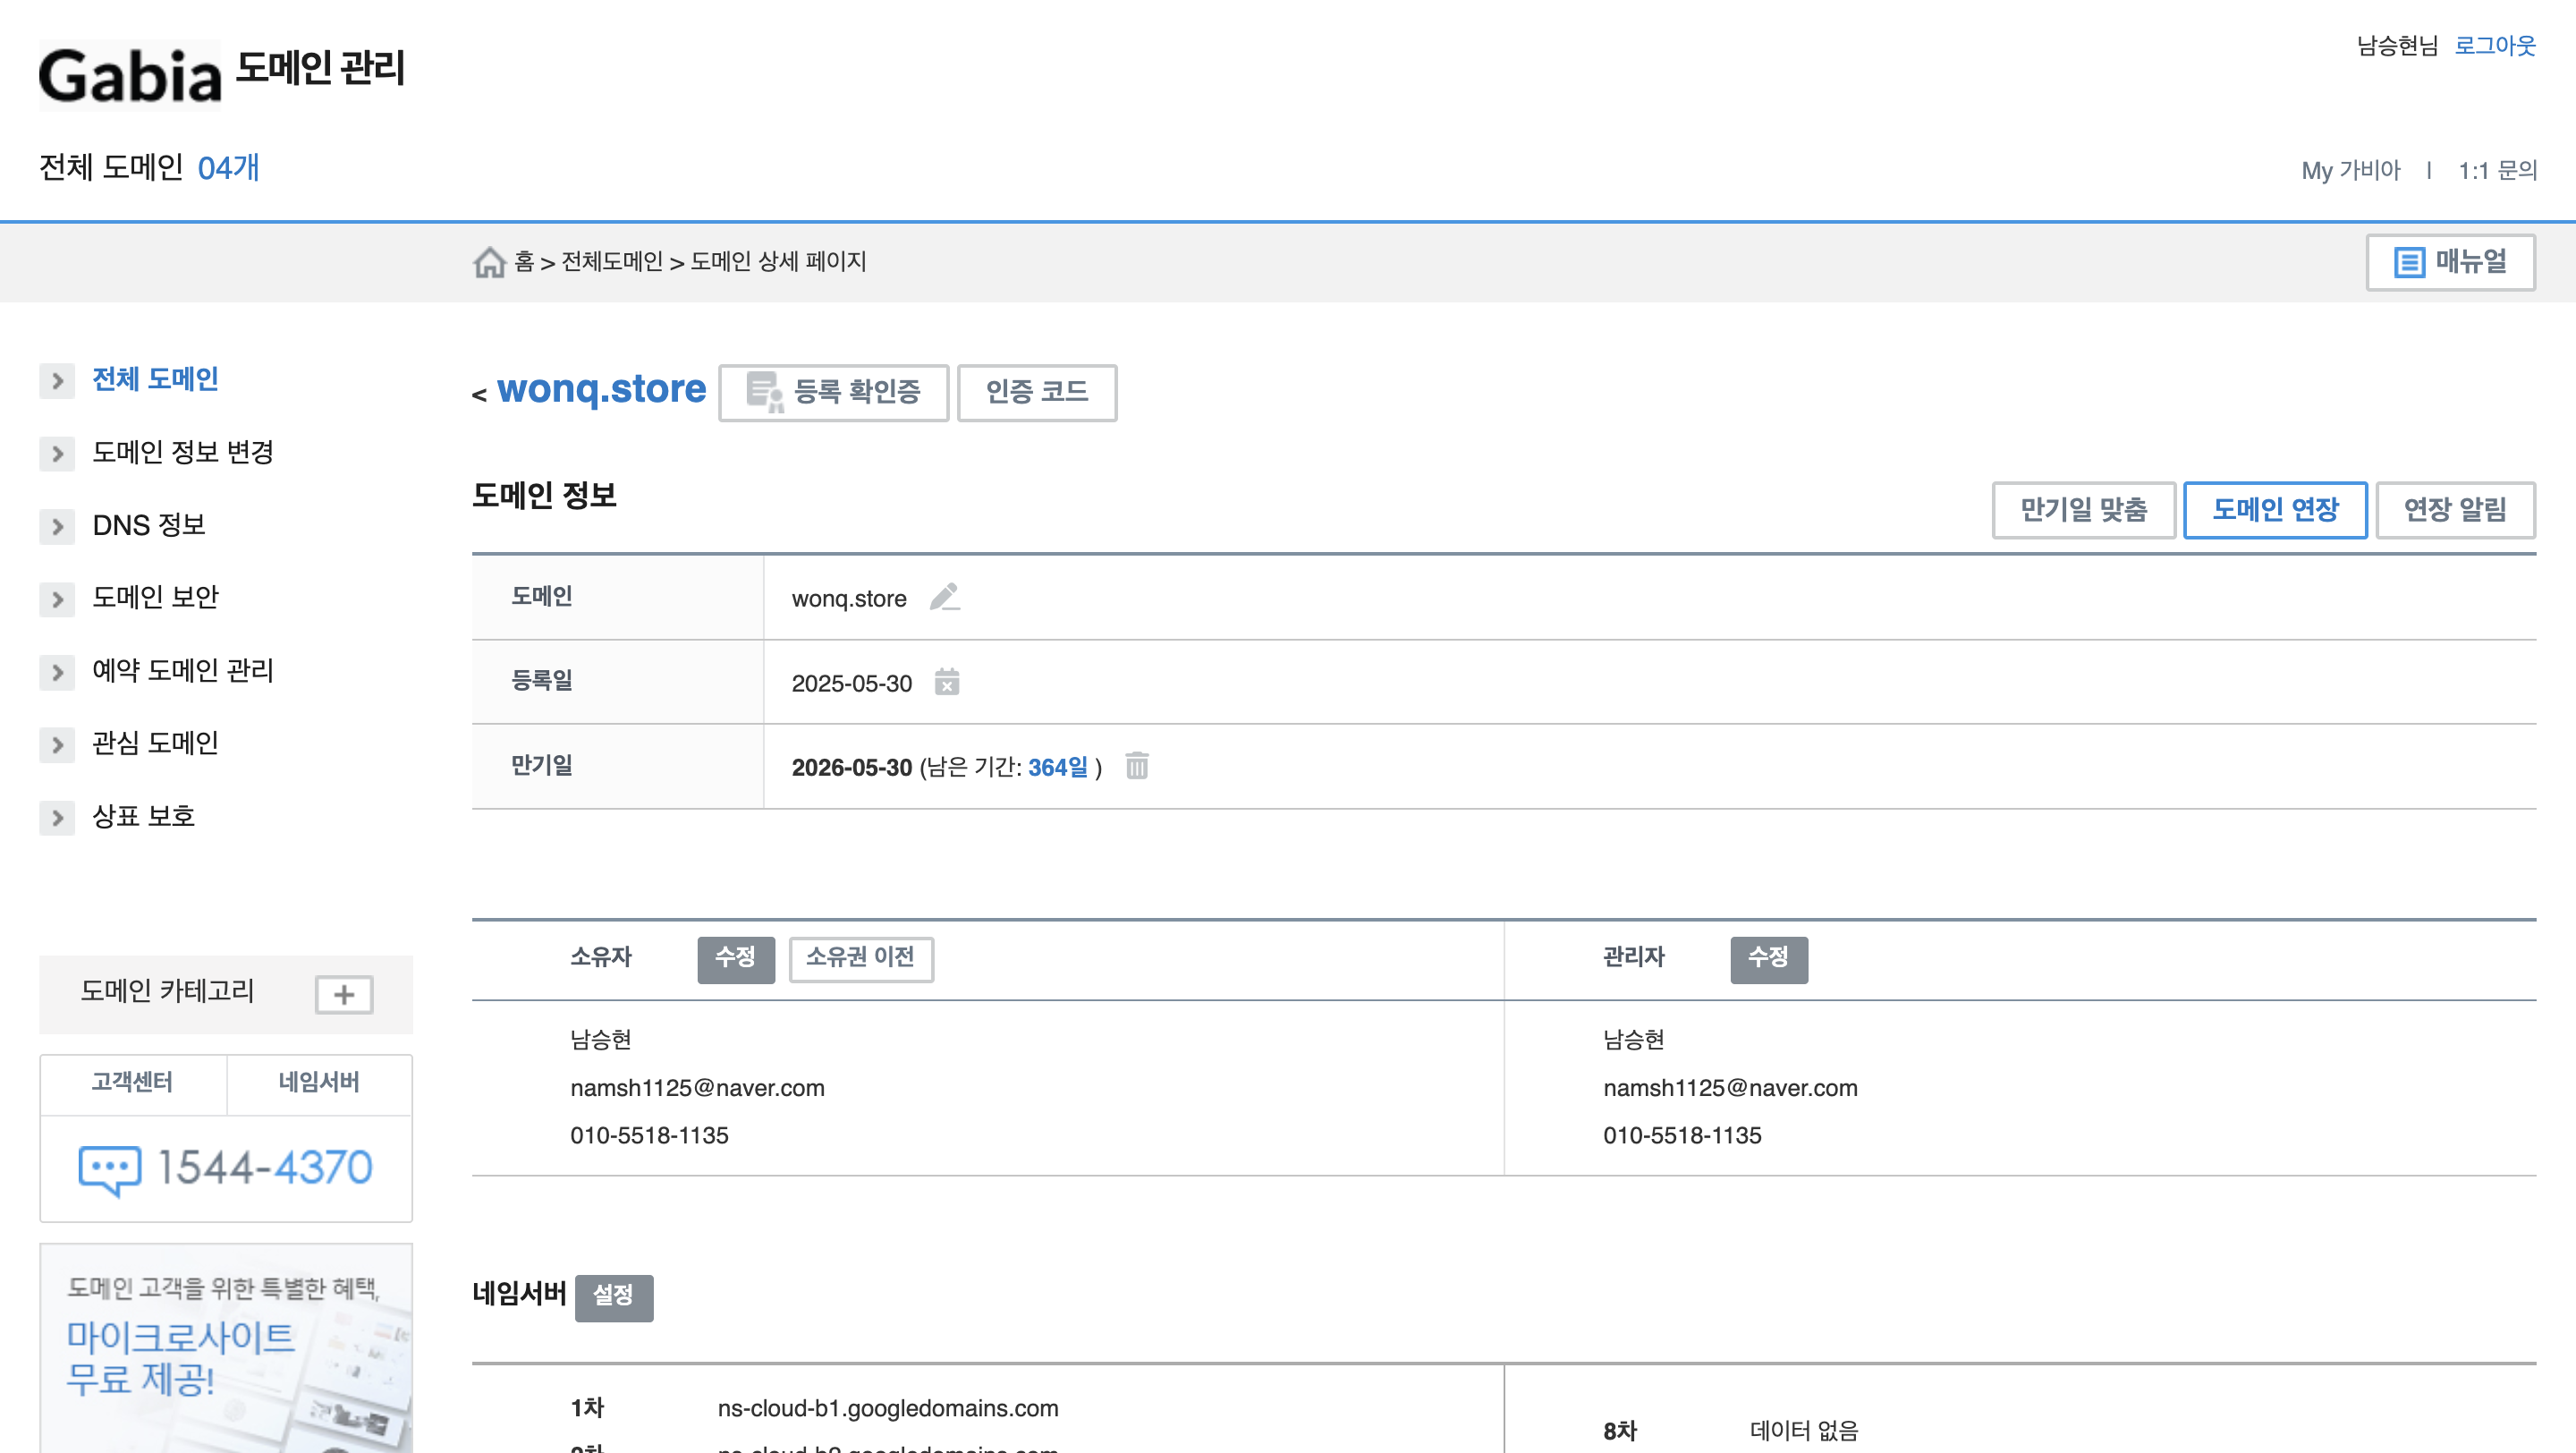 Gabia 도메인 관리
남승현님 로그아웃
전체 도메인 04개
My 가비아 | 1:1 문의
홈 > 전체도메인 > 도메인 상세 페이지
매뉴얼
전체 도메인
도메인 정보 변경
DNS 정보
도메인 보안
예약 도메인 관리
관심 도메인
상표 보호
도메인 카테고리 +
고객센터 네임서버
1544-4370
도메인 고객을 위한 특별한 혜택,
마이크로사이트
무료 제공!
< wonq.store 등록 확인증 인증 코드
도메인 정보
만기일 맞춤 도메인 연장 연장 알림
도메인 wonq.store
등록일 2025-05-30
만기일 2026-05-30 (남은 기간: 364일 )
소유자 수정 소유권 이전
남승현
namsh1125@naver.com
010-5518-1135
관리자 수정
남승현
namsh1125@naver.com
010-5518-1135
네임서버 설정
1차 ns-cloud-b1.googledomains.com
8차 데이터 없음